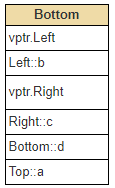 Bottom
vptr.Left
Left::b
vptr.Right
Right::c
Bottom::d
Top::a